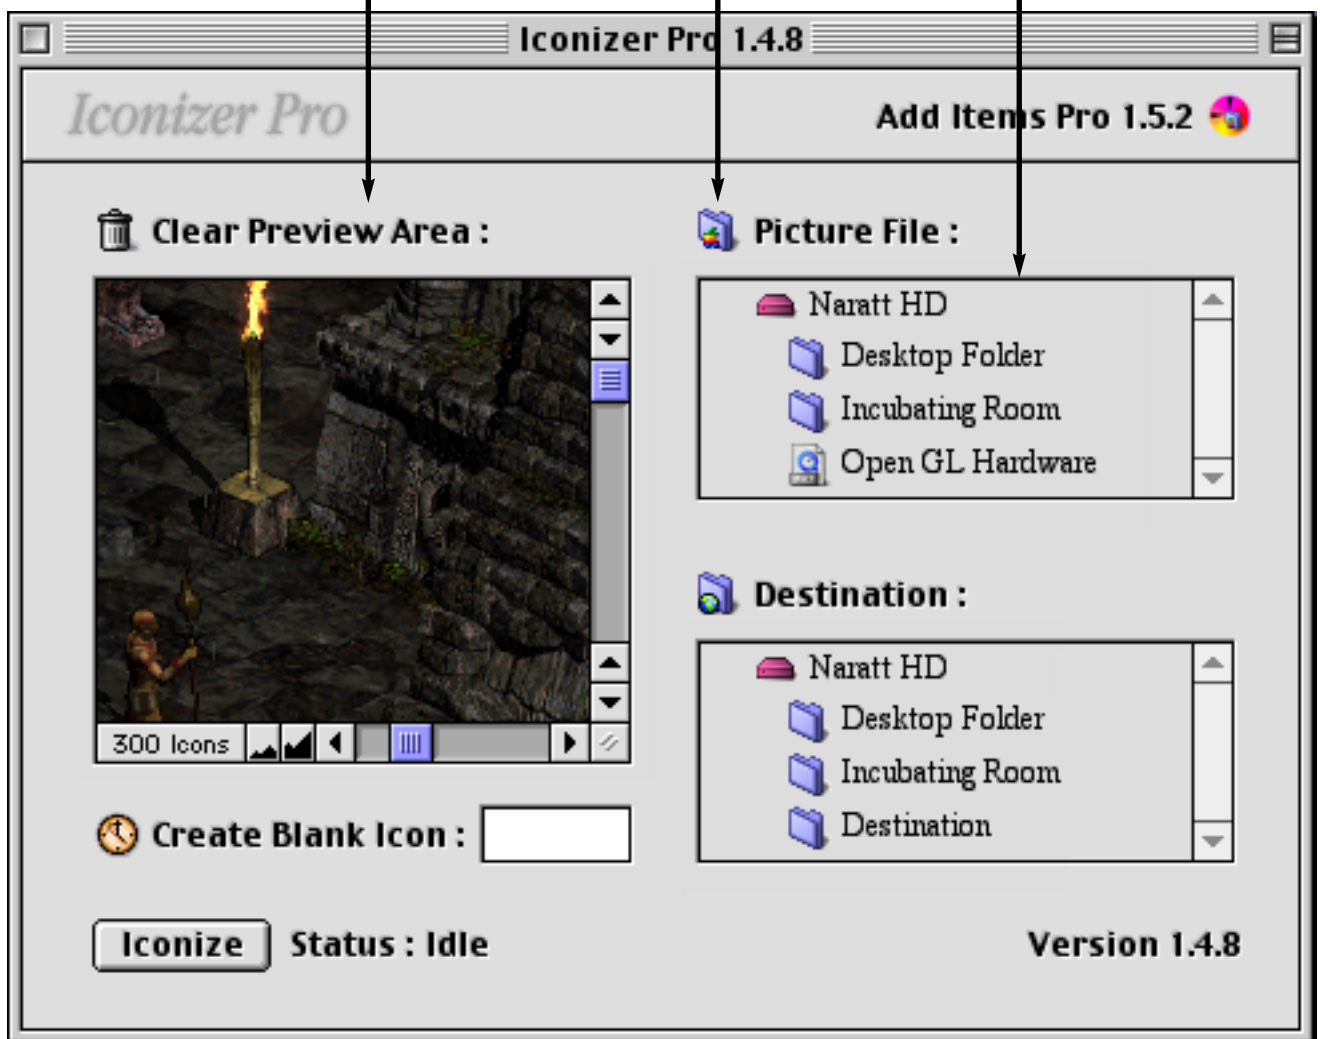 Iconizer Pro 1.4.8
Iconizer Pro
Add Items Pro 1.5.2
Clear Preview Area :
300 Icons
Create Blank Icon :
Iconize
Status : Idle
Picture File :
Naratt HD
Desktop Folder
Incubating Room
Open GL Hardware
Destination :
Naratt HD
Desktop Folder
Incubating Room
Destination
Version 1.4.8